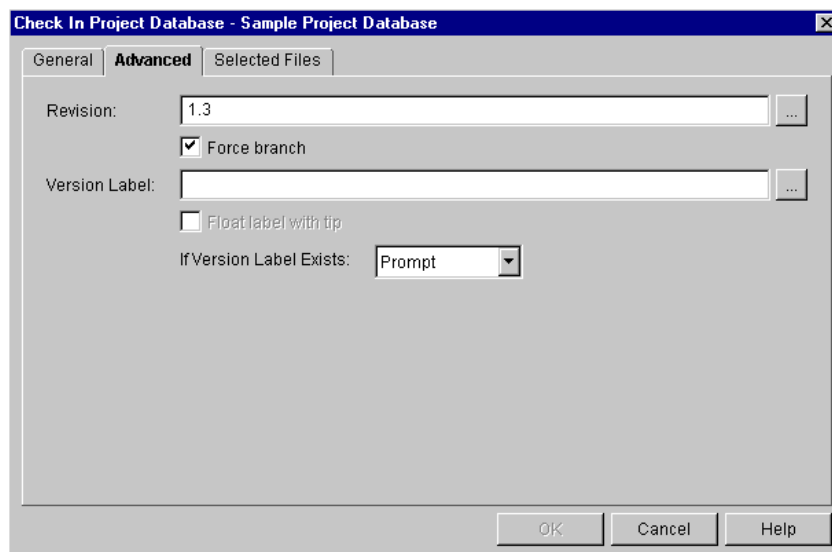 Check In Project Database - Sample Project Database
General Advanced Selected Files
Revision: 1.3 ...
Force branch
Version Label: ...
Float label with tip
If Version Label Exists: Prompt
OK Cancel Help